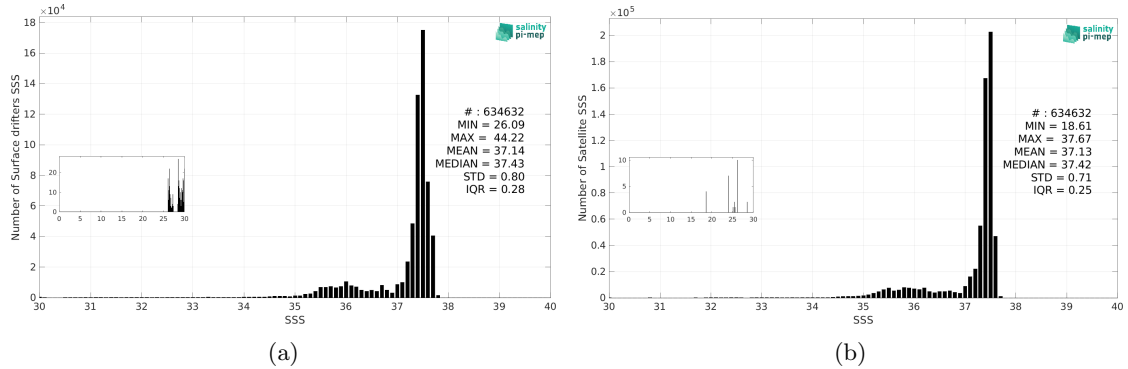 ×10^4
18
16
14
12
10
8
6
4
2
0
Number of Surface drifters SSS
salinity
pi-mep
# : 634632
MIN = 26.09
MAX = 44.22
MEAN = 37.14
MEDIAN = 37.43
STD = 0.80
IQR = 0.28
20
10
0
0 5 10 15 20 25 30
30 31 32 33 34 35 36 37 38 39 40
SSS
(a)
×10^5
2
1.8
1.6
1.4
1.2
1
0.8
0.6
0.4
0.2
0
Number of Satellite SSS
salinity
pi-mep
# : 634632
MIN = 18.61
MAX = 37.67
MEAN = 37.13
MEDIAN = 37.42
STD = 0.71
IQR = 0.25
10
5
0
0 5 10 15 20 25 30
30 31 32 33 34 35 36 37 38 39 40
SSS
(b)